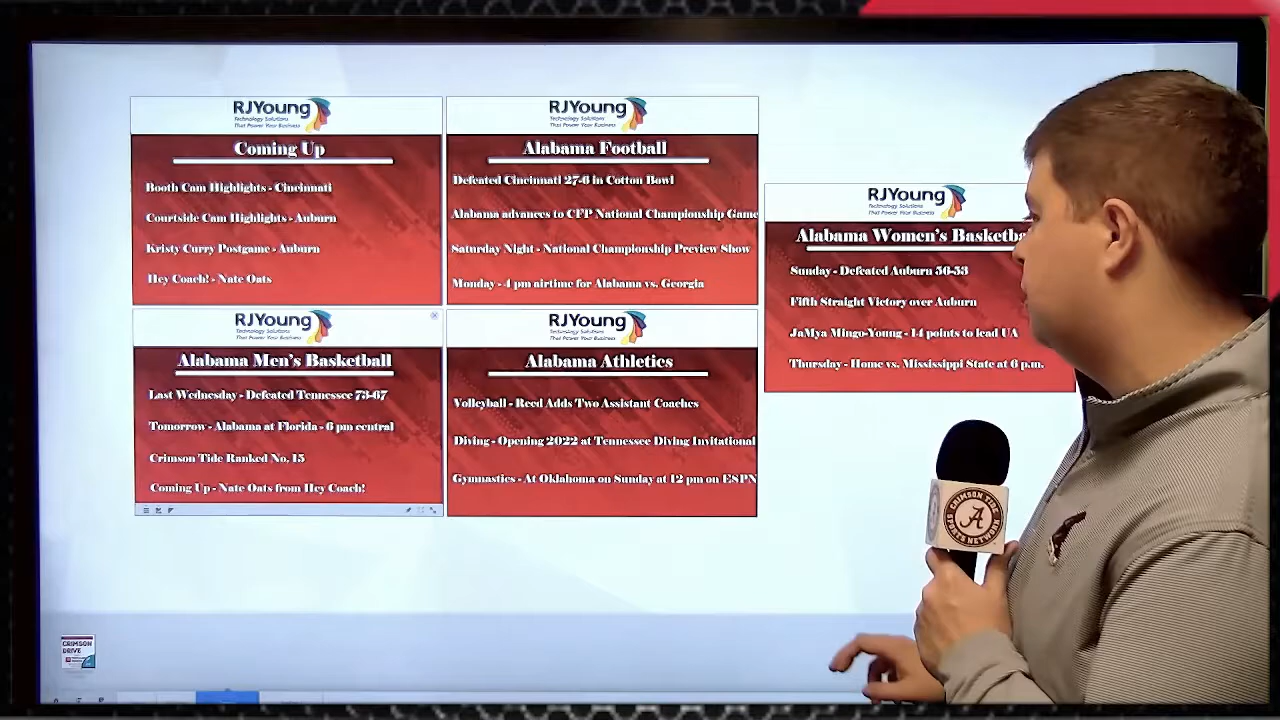 RJYoung
Technology Solutions
That Power Your Business
Coming Up
Booth Cam Highlights - Cincinnati
Courtside Cam Highlights - Auburn
Kristy Curry Postgame - Auburn
Hey Coach! - Nate Oats
RJYoung
Technology Solutions
That Power Your Business
Alabama Football
Defeated Cincinnati 27-6 in Cotton Bowl
Alabama advances to CFP National Championship Game
Saturday Night - National Championship Preview Show
Monday - 4 pm airtime for Alabama vs. Georgia
RJYoung
Technology Solutions
That Power Your Business
Alabama Women's Basketba
Sunday - Defeated Auburn 56-53
Fifth Straight Victory over Auburn
JaMya Mingo-Young - 14 points to lead UA
Thursday - Home vs. Mississippi State at 6 p.m.
RJYoung
Technology Solutions
That Power Your Business
Alabama Men's Basketball
Last Wednesday - Defeated Tennessee 73-67
Tomorrow - Alabama at Florida - 6 pm central
Crimson Tide Ranked No. 15
Coming Up - Nate Oats from Hey Coach!
RJYoung
Technology Solutions
That Power Your Business
Alabama Athletics
Volleyball - Reed Adds Two Assistant Coaches
Diving - Opening 2022 at Tennessee Diving Invitational
Gymnastics - At Oklahoma on Sunday at 12 pm on ESPN
CRIMSON TIDE
A
SPORTS NETWORK
CRIMSON
DRIVE